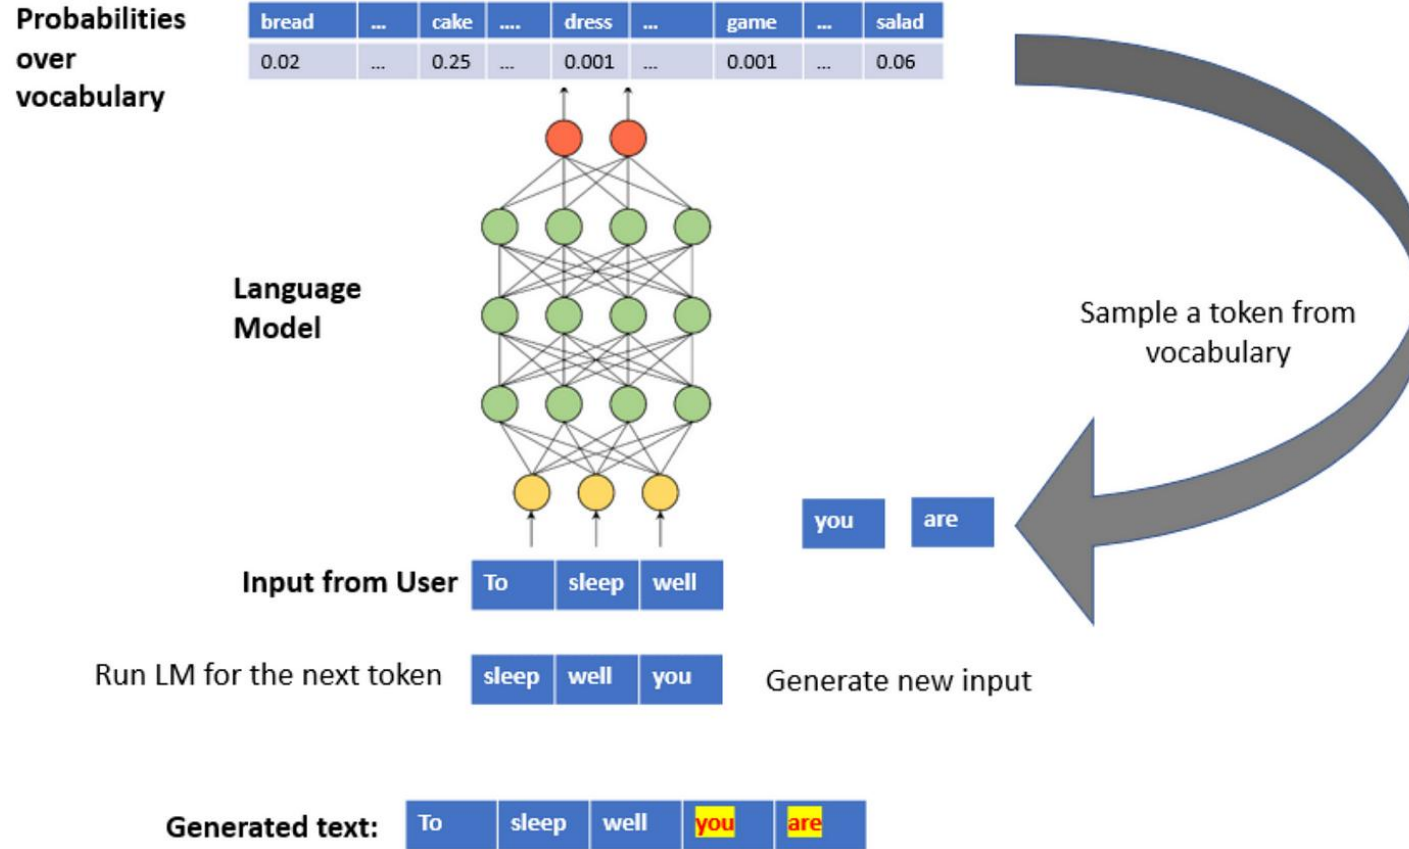 Probabilities
over
vocabulary
bread ... cake .... dress ... game ... salad
0.02 ... 0.25 ... 0.001 ... 0.001 ... 0.06
Language
Model
Sample a token from
vocabulary
you are
Input from User To sleep well
Run LM for the next token sleep well you Generate new input
Generated text: To sleep well you are